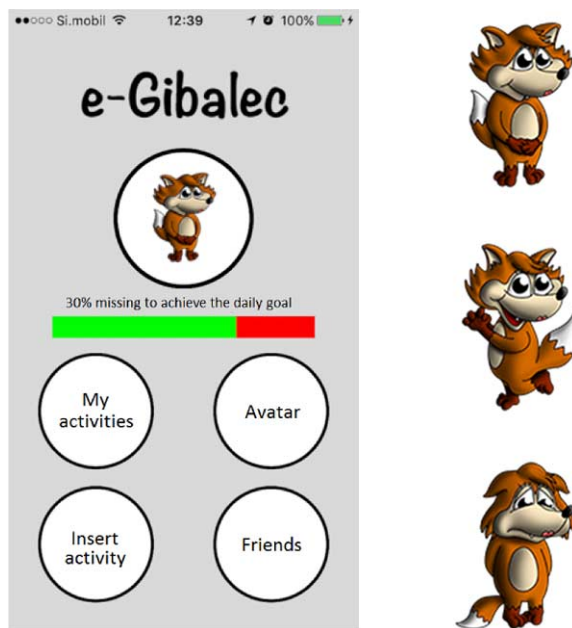 Si.mobil 12:39 100%
e-Gibalec
30% missing to achieve the daily goal
My
activities
Avatar
Insert
activity
Friends